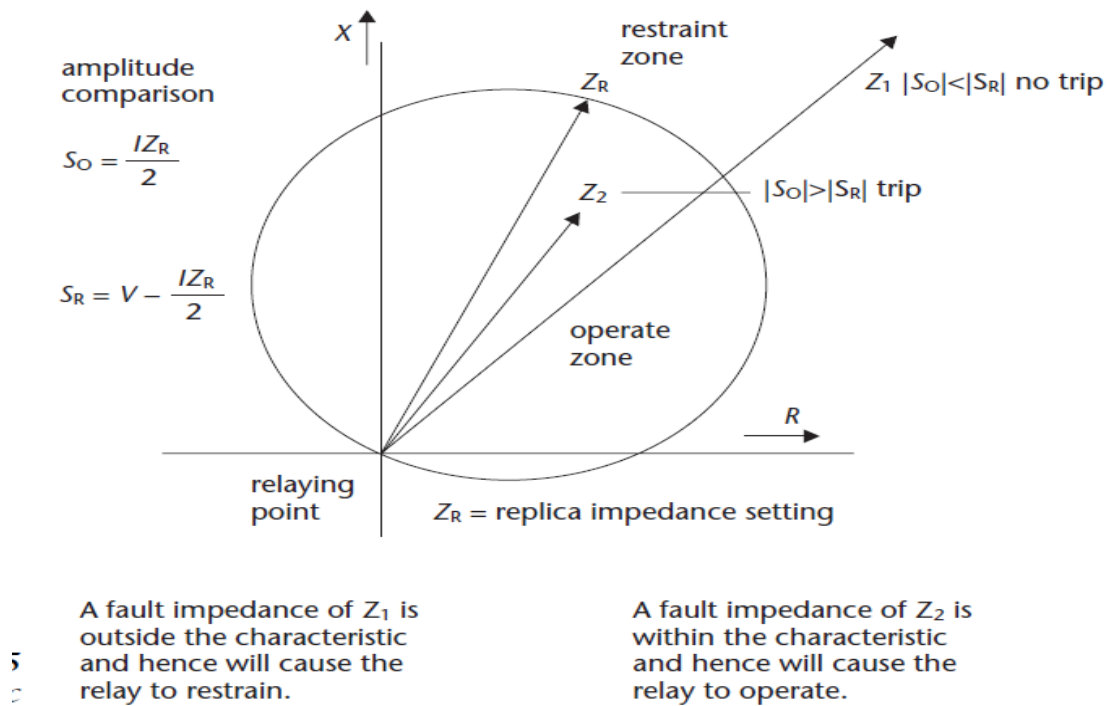 X
restraint
zone
amplitude
comparison
Z_R
Z_1 |S_O|<|S_R| no trip
S_O = IZ_R / 2
Z_2
|S_O|>|S_R| trip
S_R = V − IZ_R / 2
operate
zone
R
relaying
point
Z_R = replica impedance setting
A fault impedance of Z_1 is
outside the characteristic
and hence will cause the
relay to restrain.
A fault impedance of Z_2 is
within the characteristic
and hence will cause the
relay to operate.